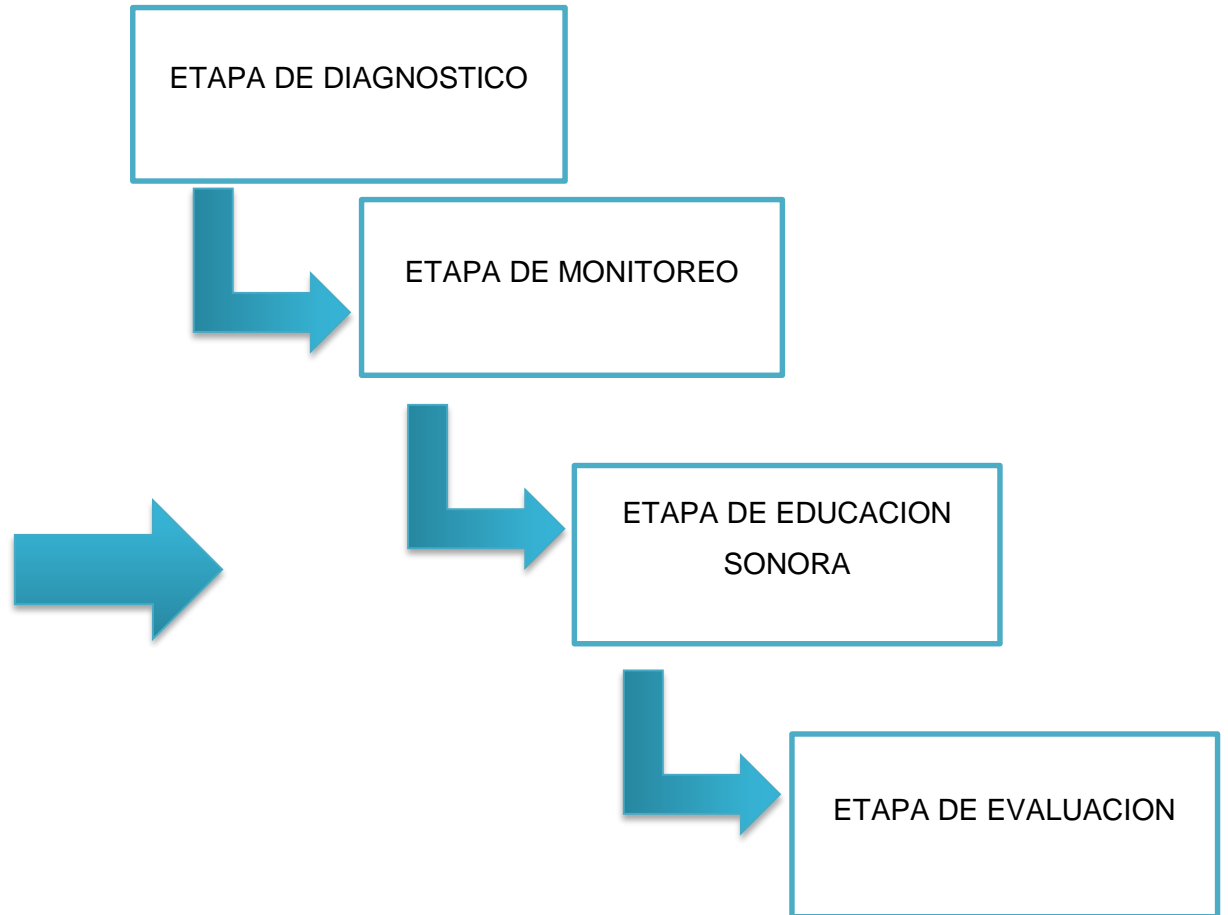 ETAPA DE DIAGNOSTICO
ETAPA DE MONITOREO
ETAPA DE EDUCACION
SONORA
ETAPA DE EVALUACION